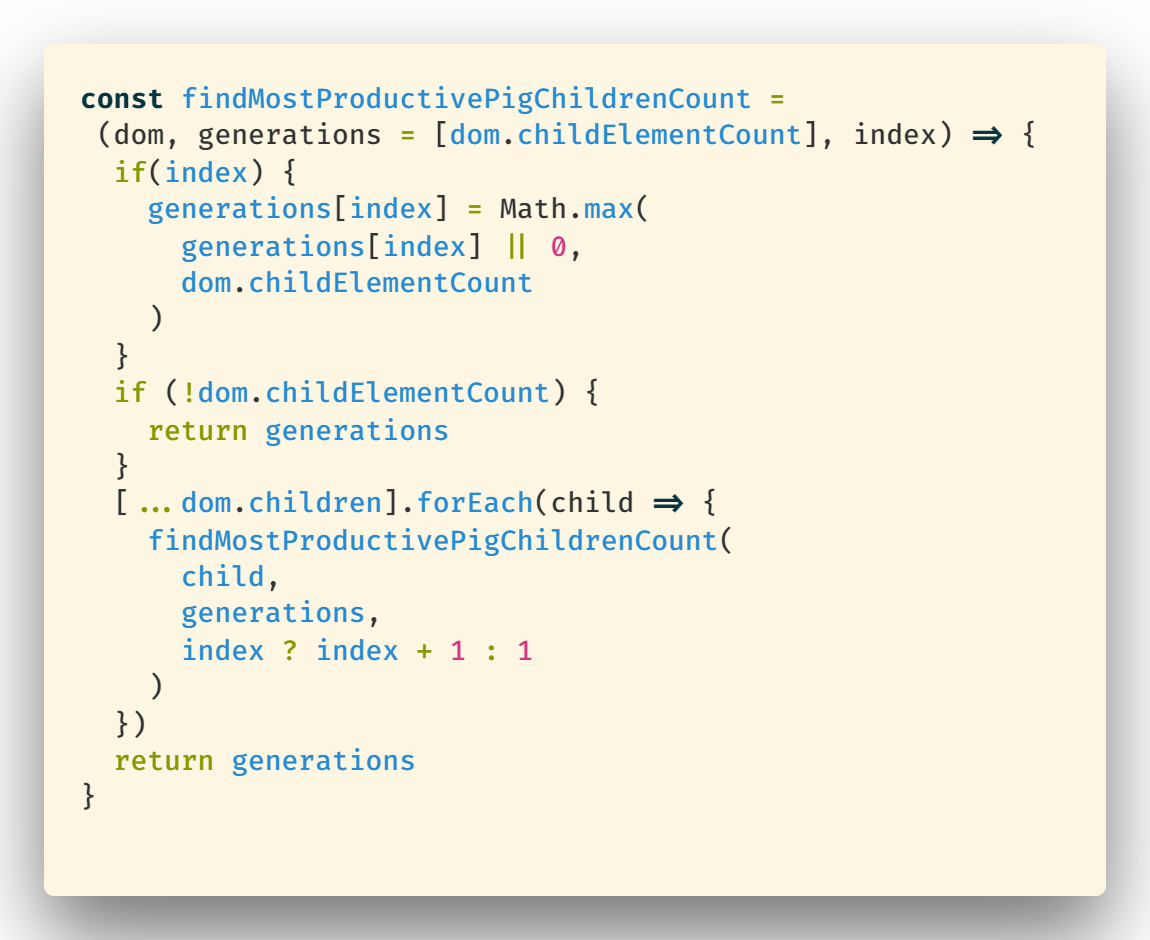 const findMostProductivePigChildrenCount =
 (dom, generations = [dom.childElementCount], index) => {
  if(index) {
    generations[index] = Math.max(
      generations[index] || 0,
      dom.childElementCount
    )
  }
  if (!dom.childElementCount) {
    return generations
  }
  [...dom.children].forEach(child => {
    findMostProductivePigChildrenCount(
      child,
      generations,
      index ? index + 1 : 1
    )
  })
  return generations
}